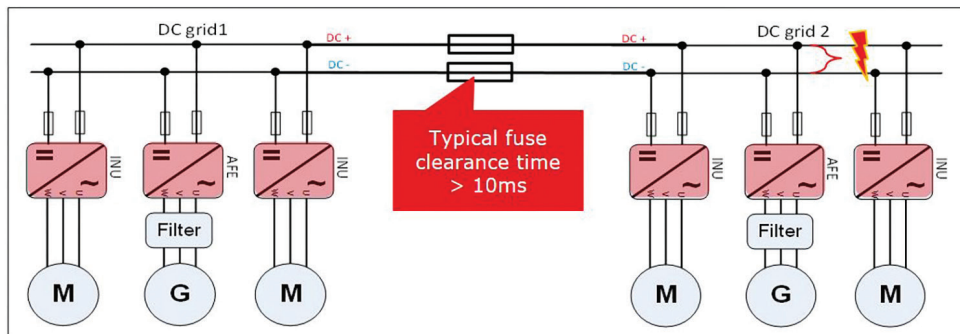 DC grid1
DC grid 2
DC +
DC +
DC -
DC -
Typical fuse
clearance time
> 10ms
INU
AFE
INU
INU
AFE
INU
W V U
W V U
W V U
W V U
W V U
W V U
Filter
Filter
M
G
M
M
G
M